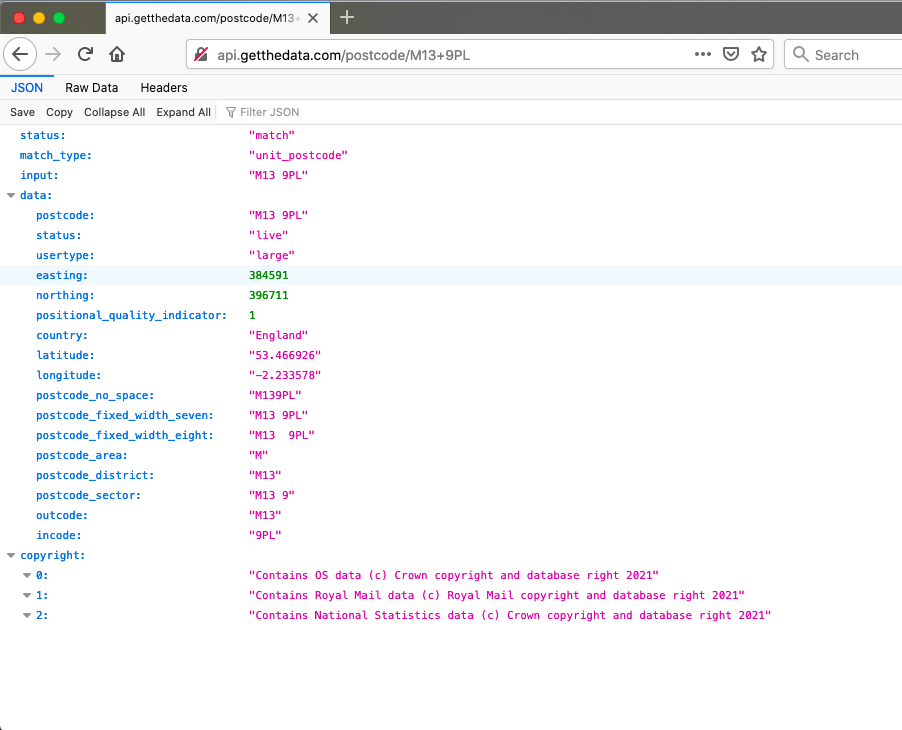 api.getthedata.com/postcode/M13+
api.getthedata.com/postcode/M13+9PL
Search
JSON Raw Data Headers
Save Copy Collapse All Expand All Filter JSON
status: "match"
match_type: "unit_postcode"
input: "M13 9PL"
data:
postcode: "M13 9PL"
status: "live"
usertype: "large"
easting: 384591
northing: 396711
positional_quality_indicator: 1
country: "England"
latitude: "53.466926"
longitude: "-2.233578"
postcode_no_space: "M139PL"
postcode_fixed_width_seven: "M13 9PL"
postcode_fixed_width_eight: "M13  9PL"
postcode_area: "M"
postcode_district: "M13"
postcode_sector: "M13 9"
outcode: "M13"
incode: "9PL"
copyright:
0: "Contains OS data (c) Crown copyright and database right 2021"
1: "Contains Royal Mail data (c) Royal Mail copyright and database right 2021"
2: "Contains National Statistics data (c) Crown copyright and database right 2021"